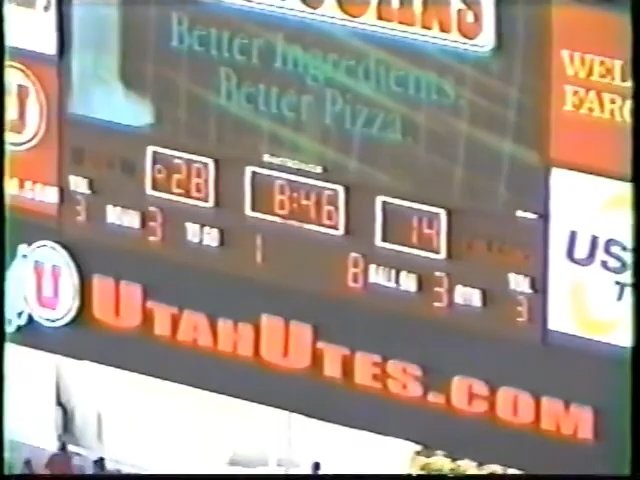 Better Ingredients.
Better Pizza.
WELL
FARG
28
8:46
14
TOL
3
DOWN 3 TO GO 1
8 BALL ON 3 QTR
TOL
3
US
T
U
UTAHUTES.COM